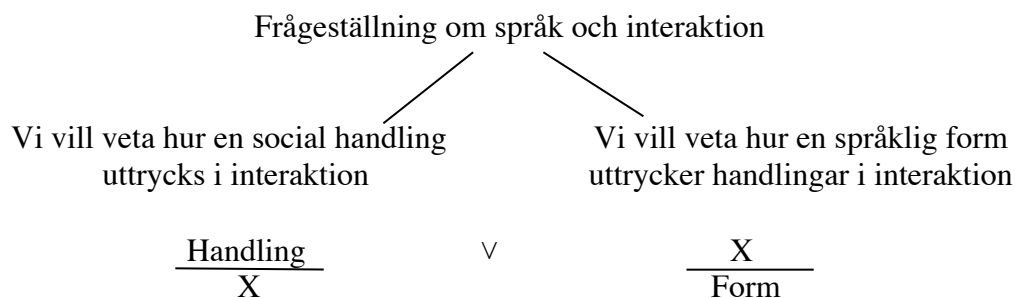 Frågeställning om språk och interaktion
Vi vill veta hur en social handling
uttrycks i interaktion
Vi vill veta hur en språklig form
uttrycker handlingar i interaktion
Handling
X
∨
X
Form